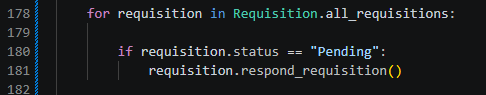 178 for requisition in Requisition.all_requisitions:
179
180 if requisition.status == "Pending":
181 requisition.respond_requisition()
182